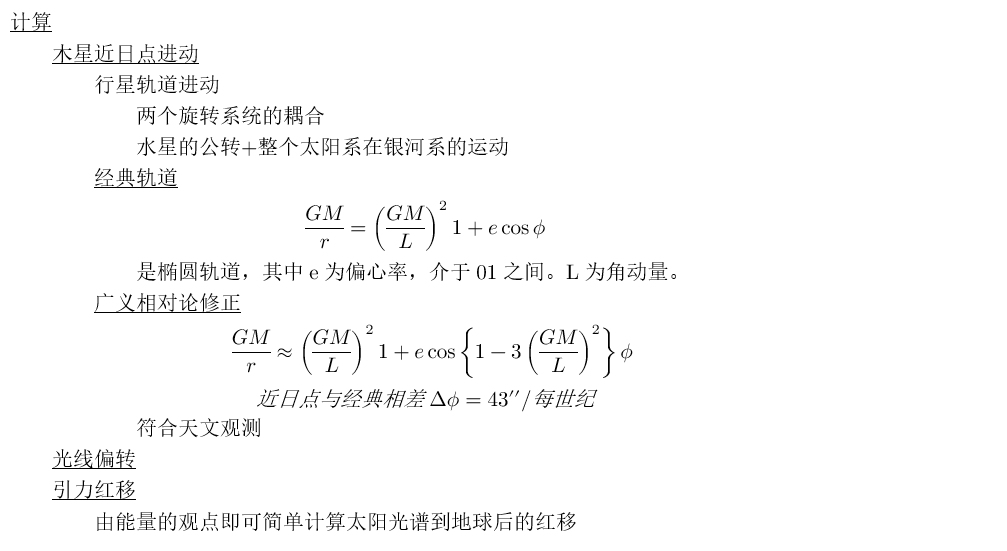 计算
木星近日点进动
行星轨道进动
两个旋转系统的耦合
水星的公转+整个太阳系在银河系的运动
经典轨道
\frac{GM}{r} = \left(\frac{GM}{L}\right)^2 1 + e \cos \phi
是椭圆轨道，其中 e 为偏心率，介于 01 之间。L 为角动量。
广义相对论修正
\frac{GM}{r} \approx \left(\frac{GM}{L}\right)^2 1 + e \cos \left\{1 - 3 \left(\frac{GM}{L}\right)^2\right\} \phi
近日点与经典相差 Δϕ = 43′′/每世纪
符合天文观测
光线偏转
引力红移
由能量的观点即可简单计算太阳光谱到地球后的红移